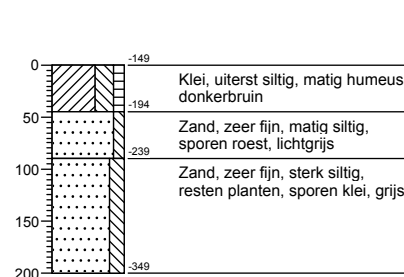 0
-149
Klei, uiterst siltig, matig humeus,
donkerbruin
-194
50
Zand, zeer fijn, matig siltig,
sporen roest, lichtgrijs
-239
100
Zand, zeer fijn, sterk siltig,
resten planten, sporen klei, grijs
150
-349
200